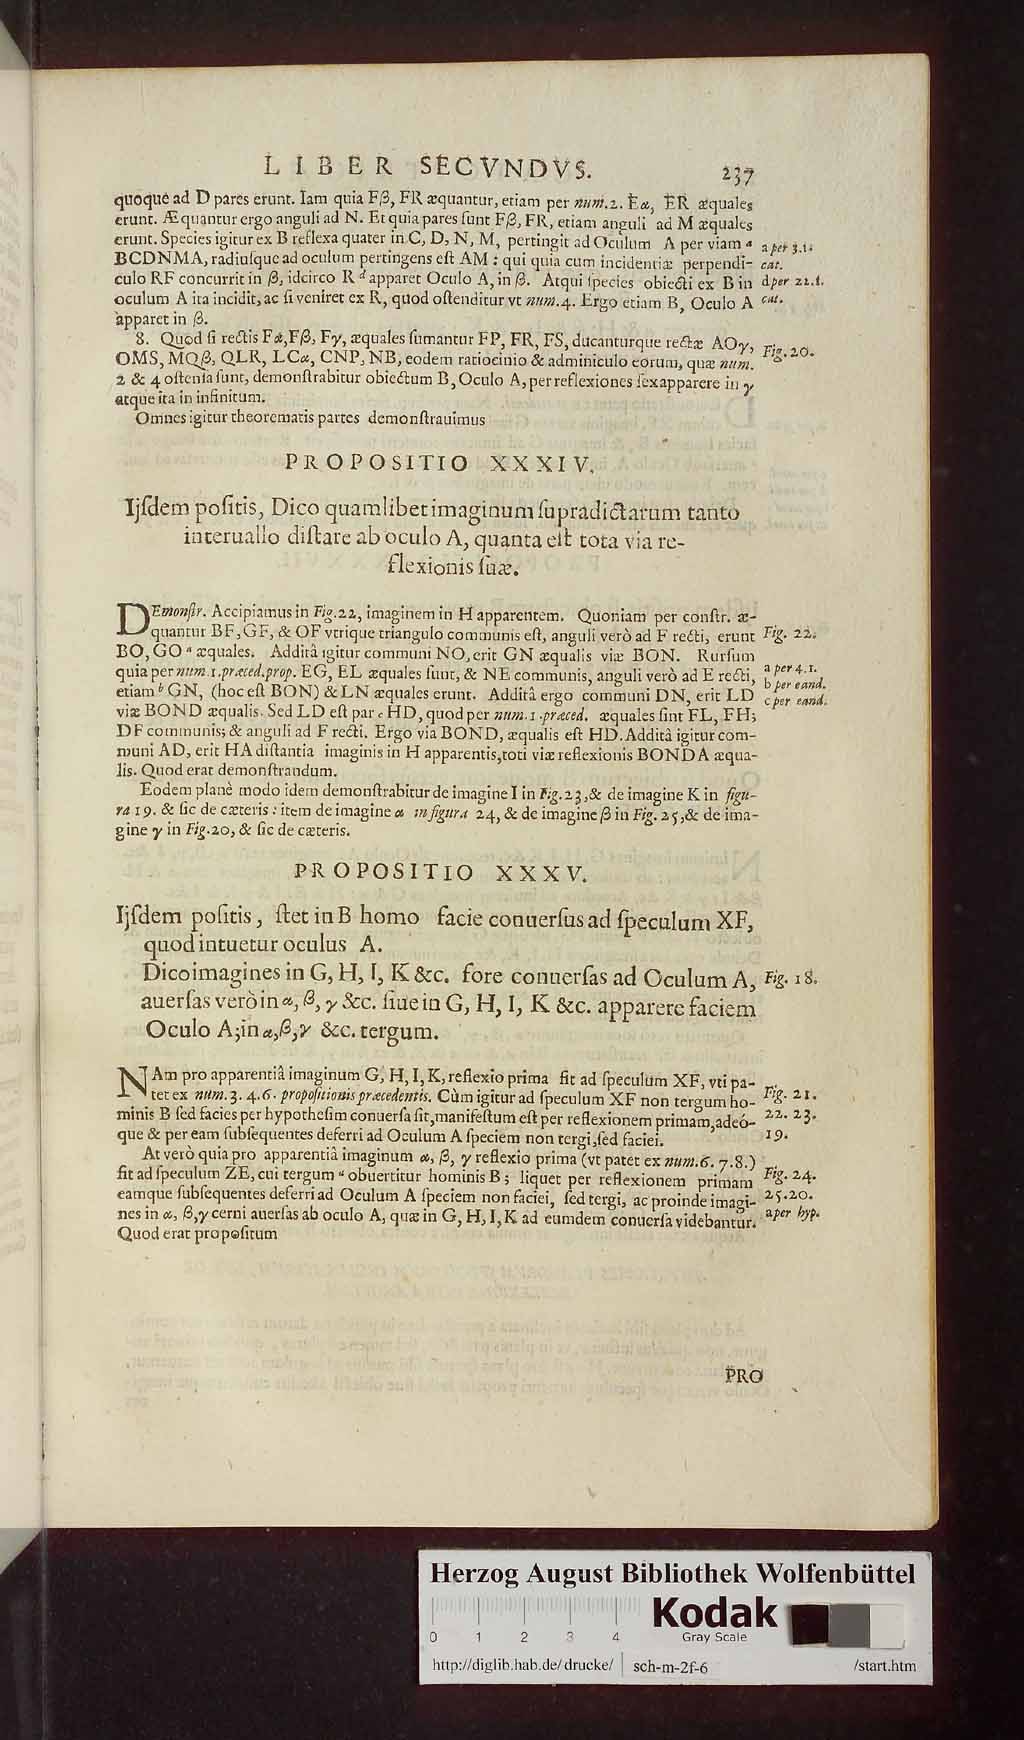 LIBER SECVNDVS. 237
quoque ad D pares erunt. Iam quia Fβ, FR æquantur, etiam per num.2. Eα, ER æquales
erunt. Æquantur ergo anguli ad N. Et quia pares ſunt Fβ, FR, etiam anguli ad M æquales
erunt. Species igitur ex B reflexa quater in C, D, N, M, pertingit ad Oculum A per viam a
a per 3.1.
BCDNMA, radiuſque ad oculum pertingens eſt AM : qui quia cum incidentiæ perpendi-
cat.
culo RF concurrit in β, idcirco R d apparet Oculo A, in β. Atqui ſpecies obiecti ex B in
d per 22.1.
oculum A ita incidit, ac ſi veniret ex R, quod oſtenditur vt num.4. Ergo etiam B, Oculo A
cat.
apparet in β.
8. Quod ſi rectis Fα, Fβ, Fγ, æquales ſumantur FP, FR, FS, ducanturque rectæ AOγ,
Fig. 20.
OMS, MQβ, QLR, LCα, CNP, NB, eodem ratiocinio & adminiculo eorum, quæ num.
2 & 4 oſtenſa ſunt, demonſtrabitur obiectum B, Oculo A, per reflexiones ſex apparere in γ
atque ita in infinitum.
Omnes igitur theorematis partes demonſtrauimus
PROPOSITIO XXXIV.
Ijſdem poſitis, Dico quamlibet imaginum ſupradictarum tanto
interuallo diſtare ab oculo A, quanta eſt tota via re-
flexionis ſuæ.
DEmonſtr. Accipiamus in Fig.22, imaginem in H apparentem. Quoniam per conſtr. æ-
quantur BF, GF, & OF vtrique triangulo communis eſt, anguli verò ad F recti, erunt
Fig. 22.
BO, GO a æquales. Addita igitur communi NO, erit GN æqualis viæ BON. Rurſum
quia per num.1.præced.prop. EG, EL æquales ſunt, & NE communis, anguli verò ad E recti,
a per 4.1.
etiam b GN, (hoc eſt BON) & LN æquales erunt. Addita ergo communi DN, erit LD
b per eand.
viæ BOND æqualis. Sed LD eſt par c HD, quod per num.1.præced. æquales ſint FL, FH;
c per eand.
DF communis; & anguli ad F recti. Ergo via BOND, æqualis eſt HD. Addita igitur com-
muni AD, erit HA diſtantia imaginis in H apparentis, toti viæ reflexionis BONDA æqua-
lis. Quod erat demonſtrandum.
Eodem planè modo idem demonſtrabitur de imagine I in Fig.23, & de imagine K in figu-
ra 19. & ſic de cæteris : item de imagine α in figura 24, & de imagine β in Fig. 25, & de ima-
gine γ in Fig.20, & ſic de cæteris.
PROPOSITIO XXXV.
Ijſdem poſitis, ſtet in B homo facie conuerſus ad ſpeculum XF,
quod intuetur oculus A.
Dico imagines in G, H, I, K &c. fore conuerſas ad Oculum A,
Fig. 18.
auerſas verò in α, β, γ &c. ſiue in G, H, I, K &c. apparere faciem
Oculo A; in α, β, γ &c. tergum.
NAm pro apparentiâ imaginum G, H, I, K, reflexio prima fit ad ſpeculum XF, vti pa-
tet ex num. 3. 4. 6. propoſitionis præcedentis. Cùm igitur ad ſpeculum XF non tergum ho-
Fig. 21.
minis B ſed facies per hypotheſim conuerſa ſit, manifeſtum eſt per reflexionem primam, adeó-
22. 23.
que & per eam ſubſequentes deferri ad Oculum A ſpeciem non tergi, ſed faciei.
19.
At verò quia pro apparentiâ imaginum α, β, γ reflexio prima (vt patet ex num.6. 7.8.)
fit ad ſpeculum ZE, cui tergum a obuertitur hominis B; liquet per reflexionem primam
Fig. 24.
eamque ſubſequentes deferri ad Oculum A ſpeciem non faciei, ſed tergi, ac proinde imagi-
25.20.
nes in α, β, γ cerni auerſas ab oculo A, quæ in G, H, I, K ad eumdem conuerſa videbantur.
a per hyp.
Quod erat propoſitum
PRO
Herzog August Bibliothek Wolfenbüttel
Kodak
Gray Scale
0 1 2 3 4
http://diglib.hab.de/drucke/ sch-m-2f-6 /start.htm